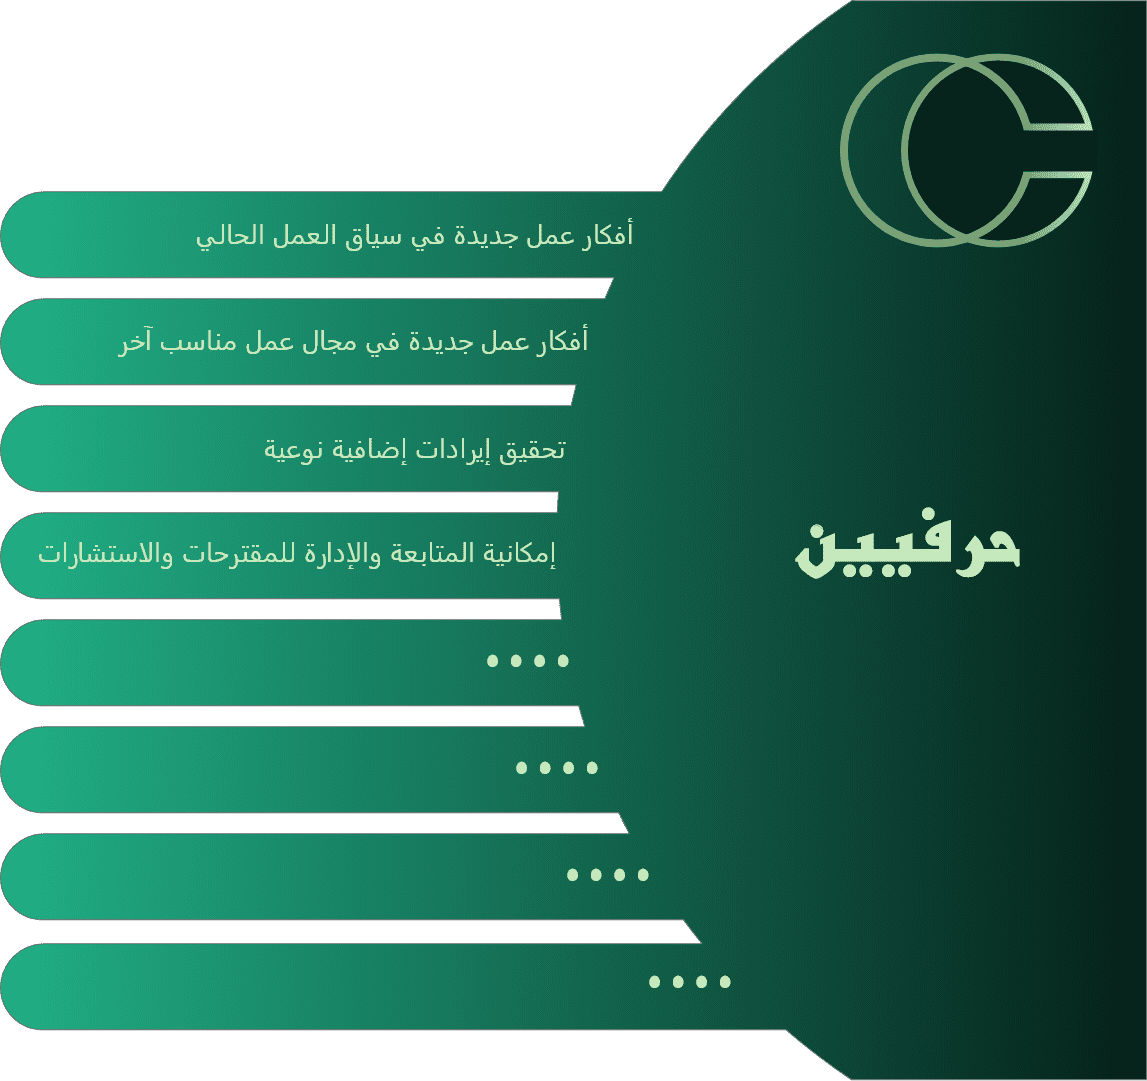 أفكار عمل جديدة في سياق العمل الحالي
أفكار عمل جديدة في مجال عمل مناسب آخر
تحقيق إيرادات إضافية نوعية
إمكانية المتابعة والإدارة للمقترحات والاستشارات
حرفيين
....
....
....
....